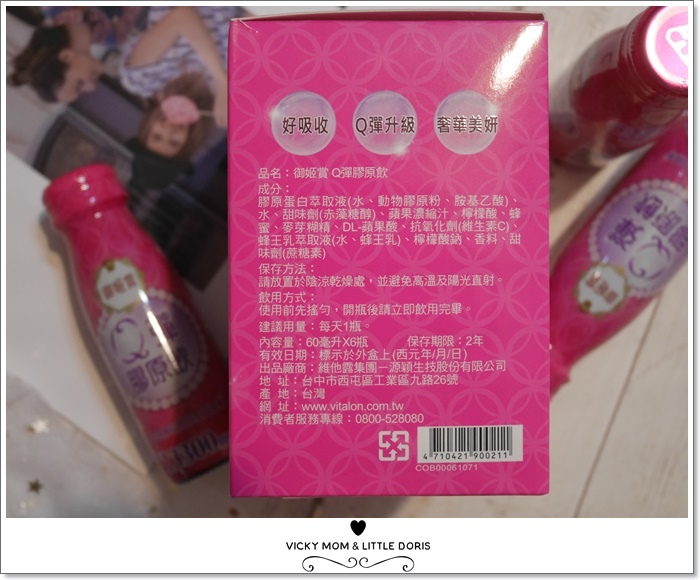 好吸收
Q彈升級
奢華美妍
品名：御姬賞 Q彈膠原飲
成分：
膠原蛋白萃取液(水、動物膠原粉、胺基乙酸)、
水、甜味劑(赤藻糖醇)、蘋果濃縮汁、檸檬酸、蜂
蜜、麥芽糊精、DL-蘋果酸、抗氧化劑(維生素C)、
蜂王乳萃取液(水、蜂王乳)、檸檬酸鈉、香料、甜
味劑(蔗糖素)
保存方法：
請放置於陰涼乾燥處，並避免高溫及陽光直射。
飲用方式：
使用前先搖勻，開瓶後請立即飲用完畢。
建議用量：每天1瓶。
內容量：60毫升X6瓶 保存期限：2年
有效日期：標示於外盒上(西元年/月/日)
出品廠商：維他露集團－源穎生技股份有限公司
地 址：台中市西屯區工業區九路26號
產 地：台灣
網 址：www.vitalon.com.tw
消費者服務專線：0800-528080
4 710421 900211
COB00061071
御姬賞
Q彈
膠原飲
VICKY MOM & LITTLE DORIS